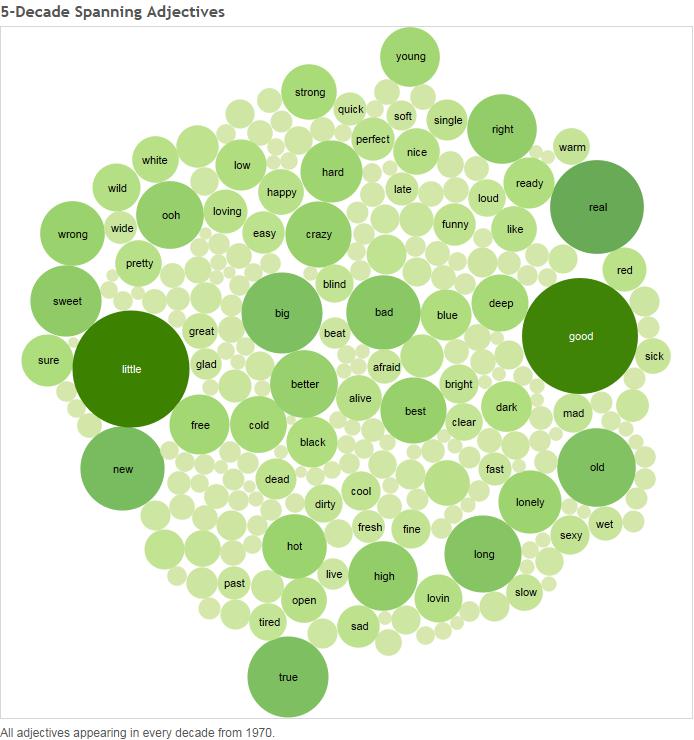 5-Decade Spanning Adjectives
young
strong
quick
soft
single
right
perfect
nice
warm
white
low
hard
wild
happy
late
loud
ready
real
ooh
loving
wrong
wide
easy
crazy
funny
like
pretty
red
blind
sweet
big
bad
blue
deep
great
beat
good
sure
little
glad
afraid
sick
better
alive
bright
best
dark
mad
free
cold
clear
black
new
dead
fast
old
cool
dirty
lonely
fresh
fine
wet
sexy
hot
long
live
high
past
open
lovin
slow
tired
sad
true
All adjectives appearing in every decade from 1970.